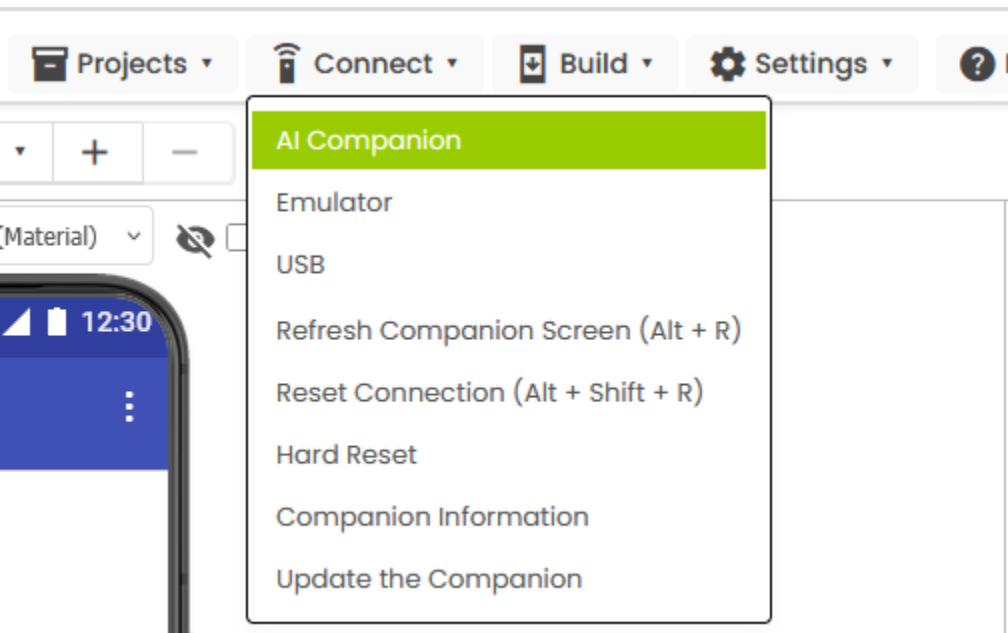 Projects Connect Build Settings
AI Companion
Emulator
USB
(Material)
Refresh Companion Screen (Alt + R)
12:30
Reset Connection (Alt + Shift + R)
Hard Reset
Companion Information
Update the Companion